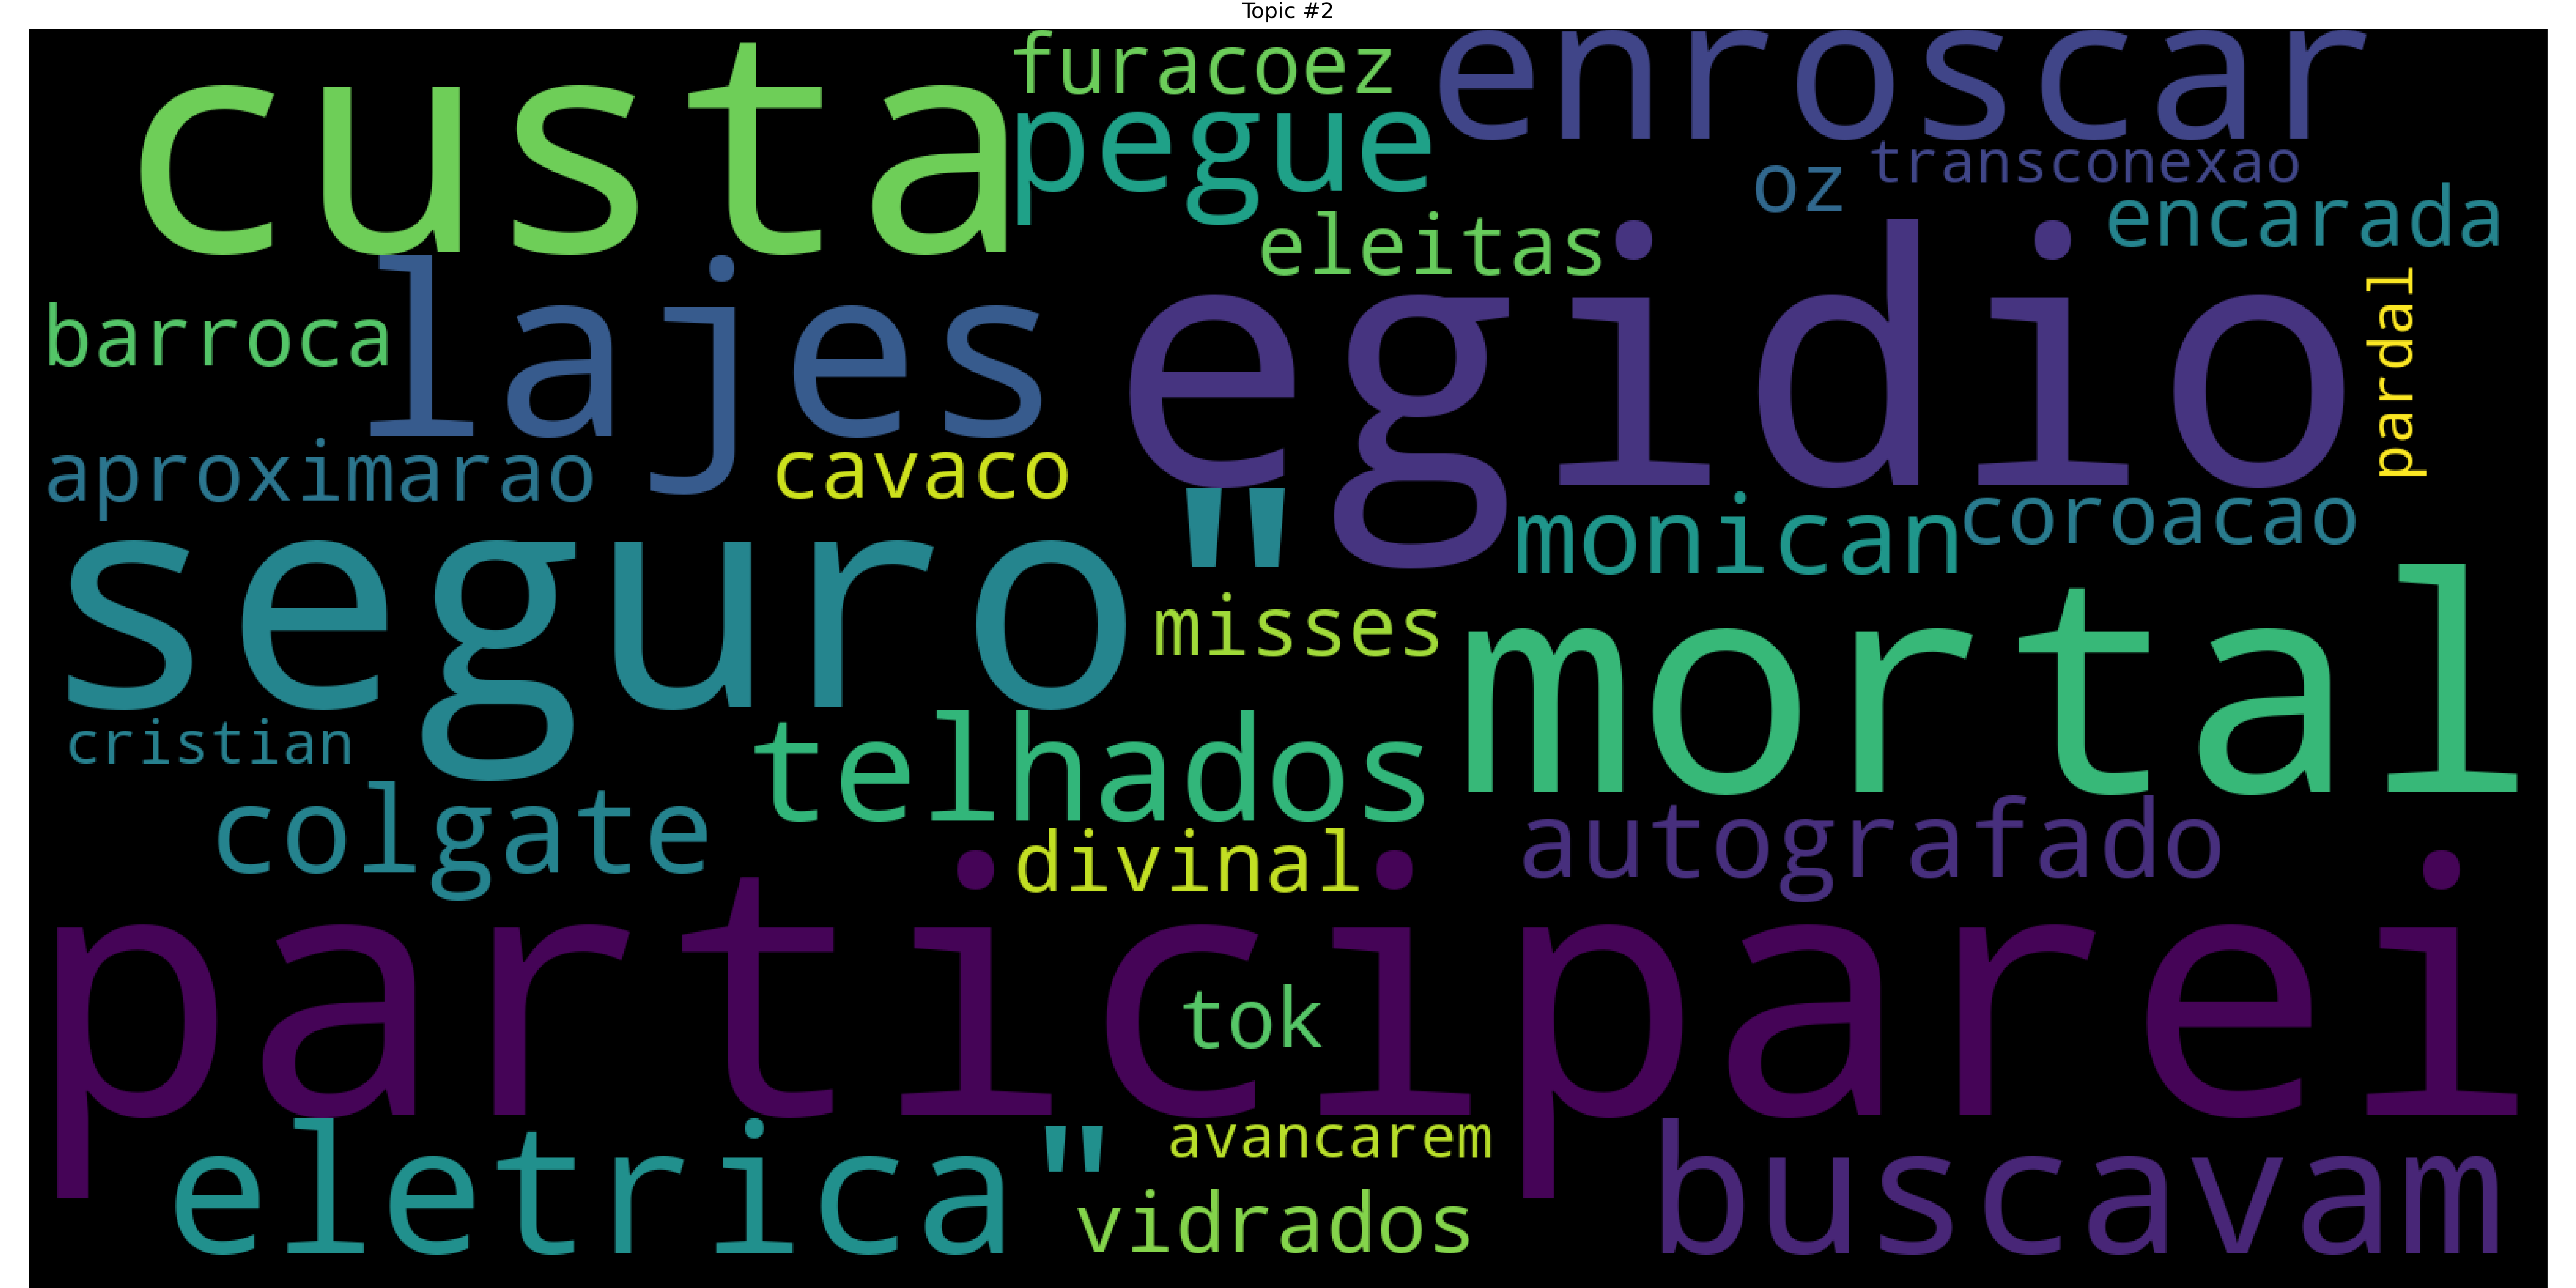 Topic #2
custa
furacoez
enroscar
pegue
transconexao
oz
encarada
eleitas
lajes
egidio
barroca
pardal
aproximarao
cavaco
seguro"
monican
coroacao
misses
mortal
cristian
telhados
colgate
divinal
autografado
participarei
tok
eletrica"
avancarem
buscavam
vidrados